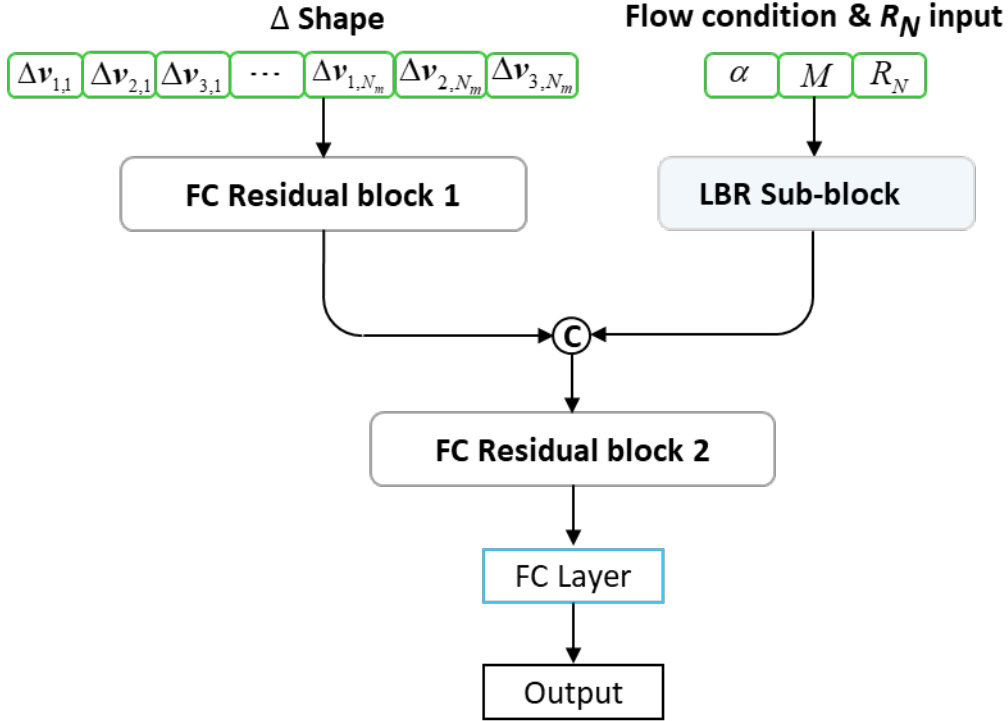 Δ Shape
Flow condition & R_N input
Δv_{1,1} Δv_{2,1} Δv_{3,1} ··· Δv_{1,N_m} Δv_{2,N_m} Δv_{3,N_m}
α M R_N
FC Residual block 1
LBR Sub-block
C
FC Residual block 2
FC Layer
Output